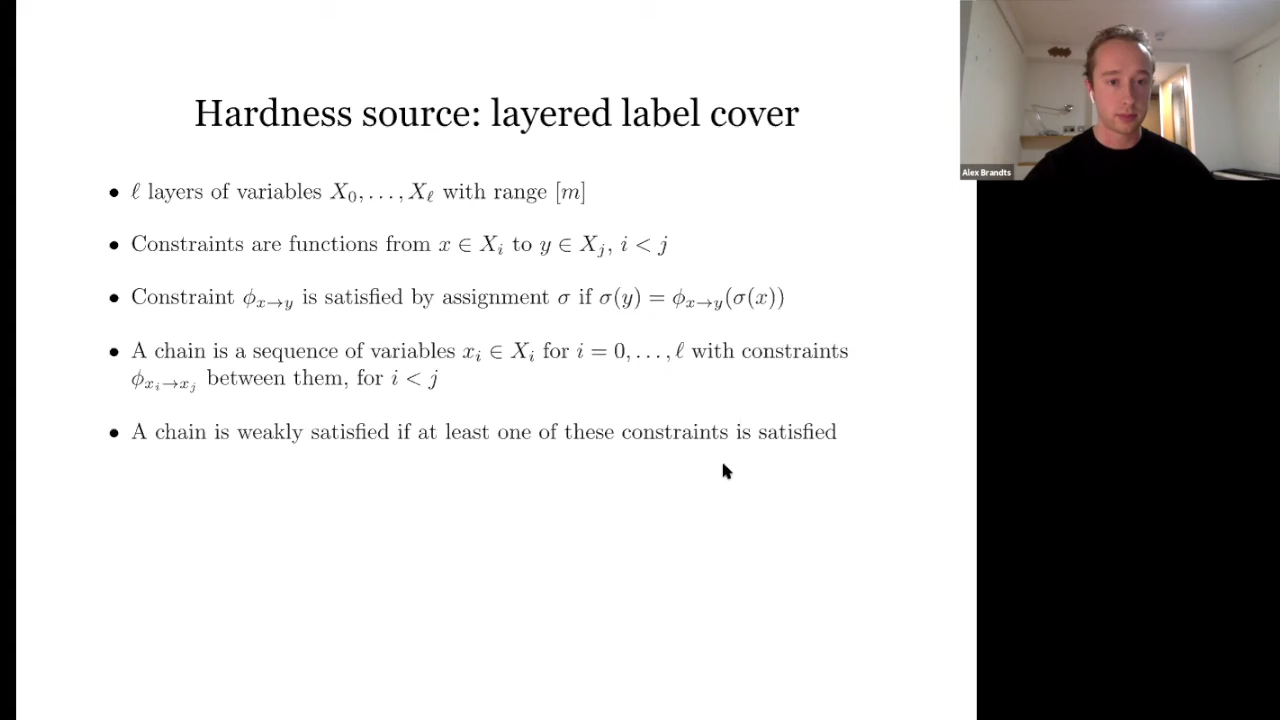 Hardness source: layered label cover
• ℓ layers of variables X₀, . . . , X_ℓ with range [m]
• Constraints are functions from x ∈ X_i to y ∈ X_j, i < j
• Constraint ϕ_{x→y} is satisfied by assignment σ if σ(y) = ϕ_{x→y}(σ(x))
• A chain is a sequence of variables x_i ∈ X_i for i = 0, . . . , ℓ with constraints
ϕ_{x_i→x_j} between them, for i < j
• A chain is weakly satisfied if at least one of these constraints is satisfied
Alex Brandts